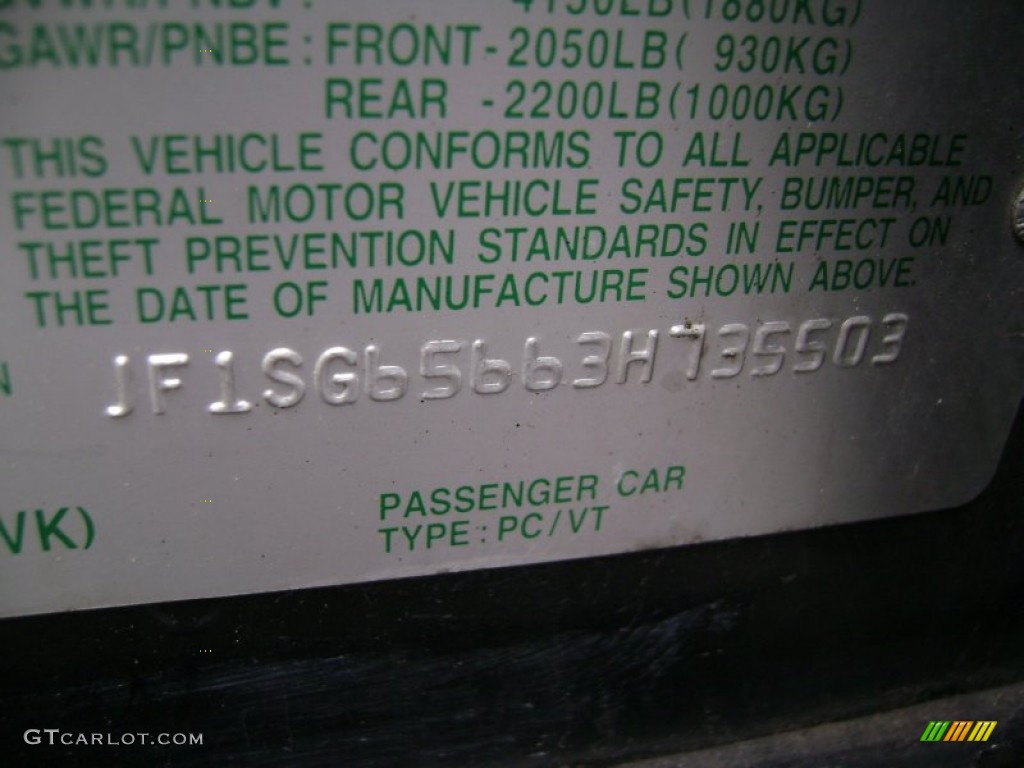 4150LB(1880KG)
GAWR/PNBE : FRONT-2050LB( 930KG)
REAR -2200LB(1000KG)
THIS VEHICLE CONFORMS TO ALL APPLICABLE
FEDERAL MOTOR VEHICLE SAFETY, BUMPER, AND
THEFT PREVENTION STANDARDS IN EFFECT ON
THE DATE OF MANUFACTURE SHOWN ABOVE.
JF1SG65663H735503
VK)
PASSENGER CAR
TYPE : PC/VT
GTCARLOT.COM